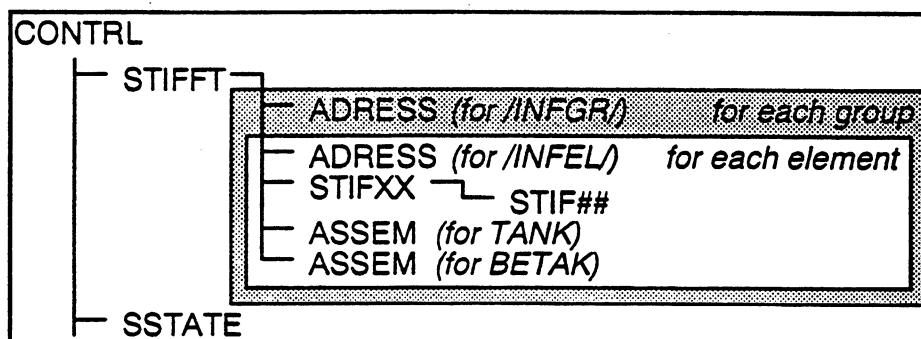 CONTRL
STIFFT
ADRESS (for /INFGR/) for each group
ADRESS (for /INFEL/) for each element
STIFXX
STIF##
ASSEM (for TANK)
ASSEM (for BETAK)
SSTATE